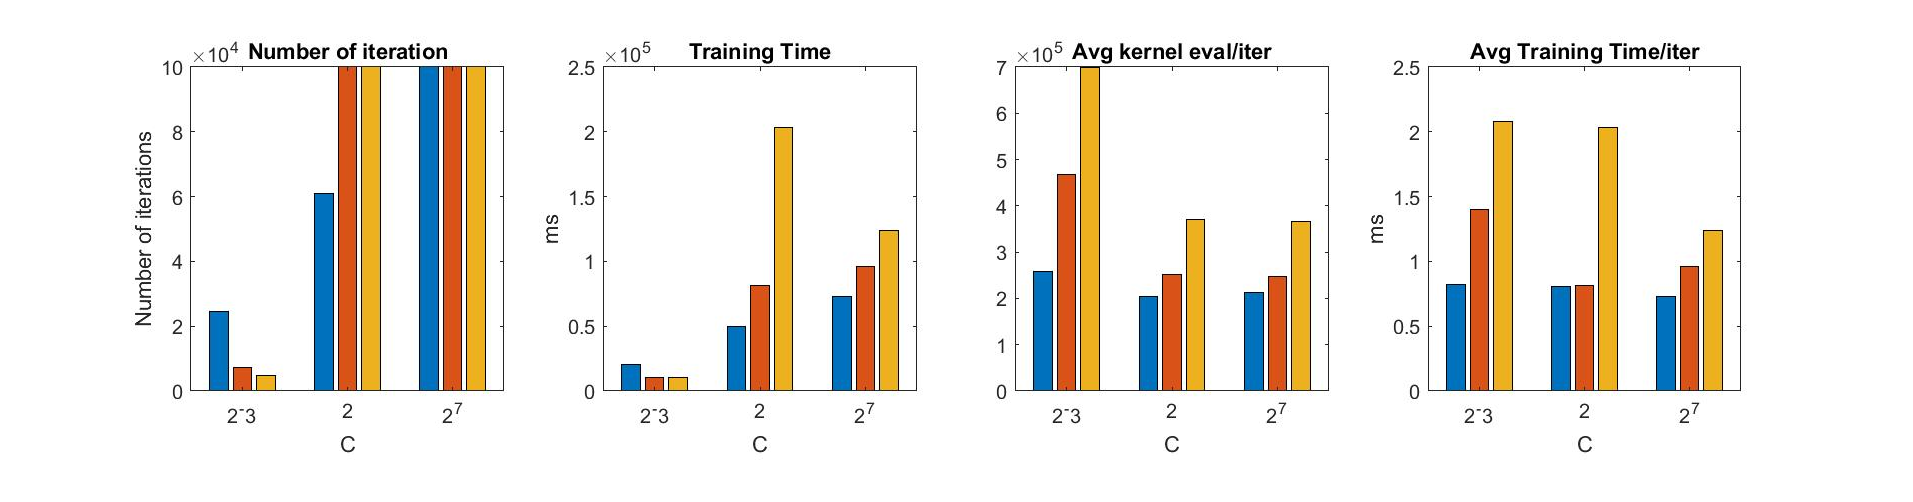 ×10⁴ Number of iteration
10
8
6
4
2
0
Number of iterations
2⁻3 2 2⁷
C
×10⁵ Training Time
2.5
2
1.5
1
0.5
0
ms
2⁻3 2 2⁷
C
×10⁵ Avg kernel eval/iter
7
6
5
4
3
2
1
0
2⁻3 2 2⁷
C
Avg Training Time/iter
2.5
2
1.5
1
0.5
0
ms
2⁻3 2 2⁷
C